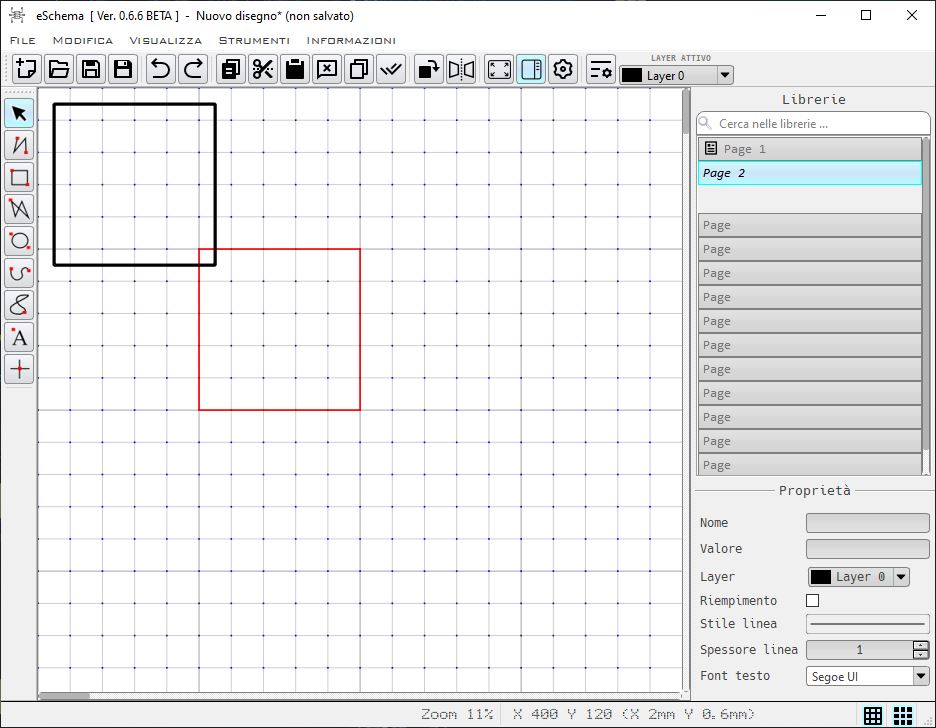 eSchema [ Ver. 0.6.6 BETA ] - Nuovo disegno* (non salvato)
FILE MODIFICA VISUALIZZA STRUMENTI INFORMAZIONI
LAYER ATTIVO
Layer 0
A
Librerie
Cerca nelle librerie ...
Page 1
Page 2
Page
Page
Page
Page
Page
Page
Page
Page
Page
Page
Page
Proprietà
Nome
Valore
Layer Layer 0
Riempimento
Stile linea
Spessore linea 1
Font testo Segoe UI
Zoom 11% X 400 Y 120 (X 2mm Y 0.6mm)